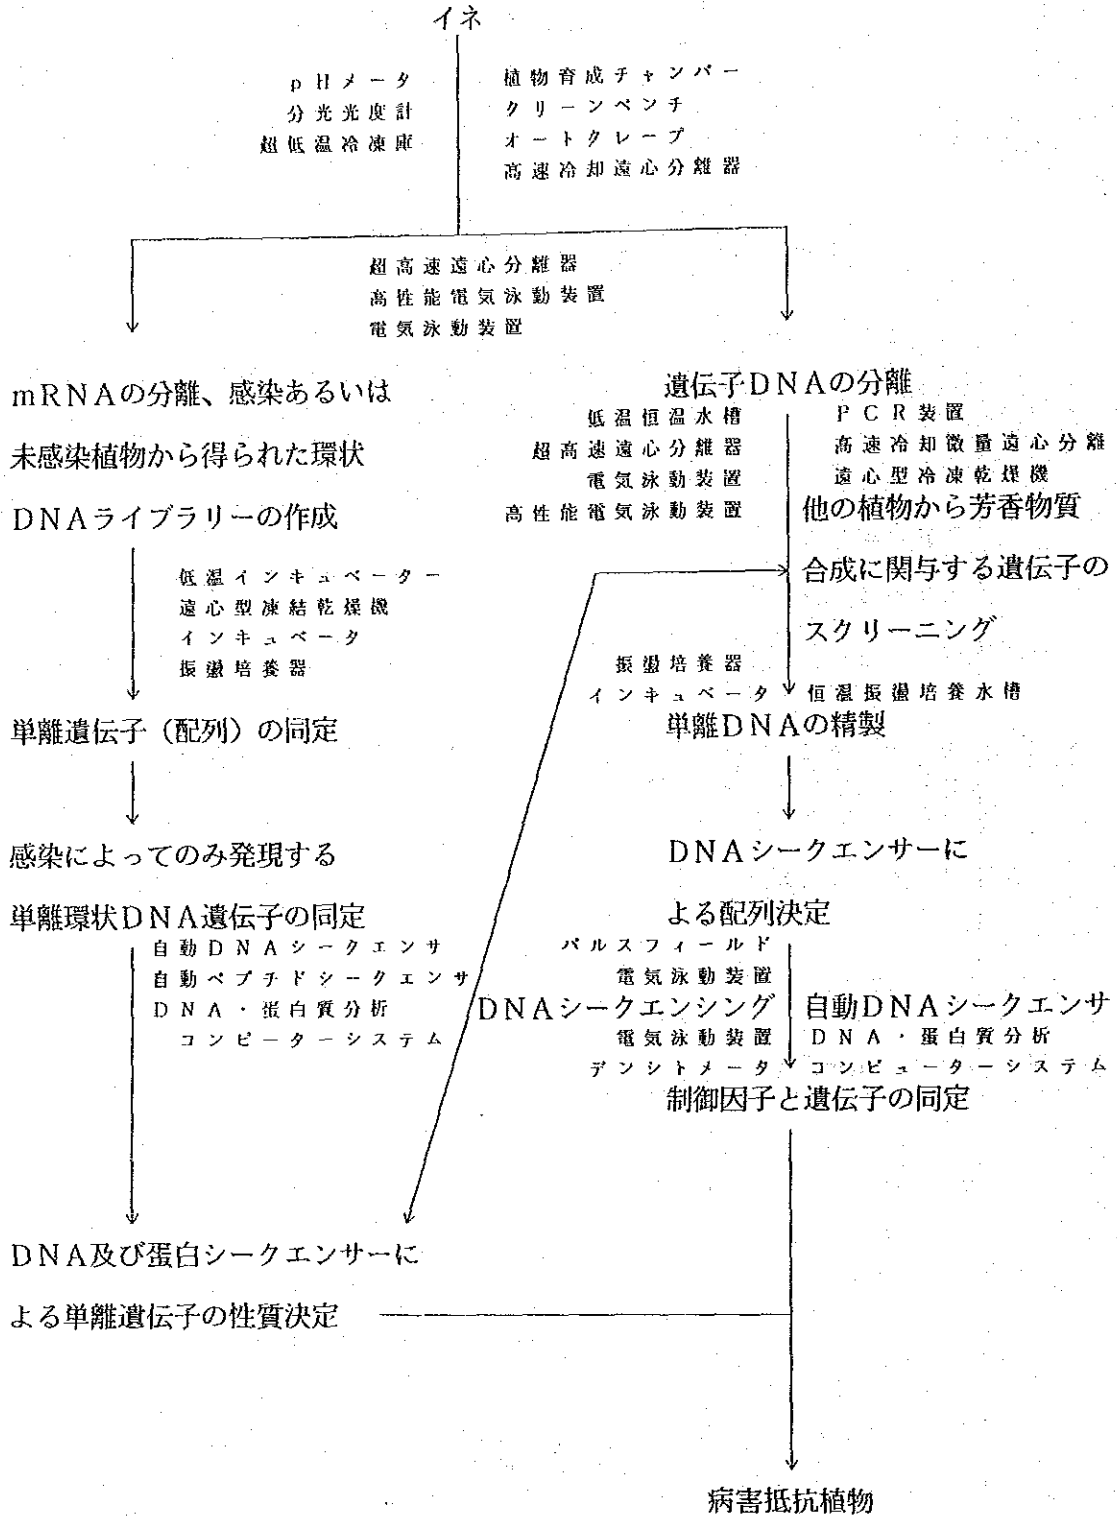 イネ
pHメータ
分光光度計
超低温冷凍庫
植物育成チャンバー
クリーンベンチ
オートクレーブ
高速冷却遠心分離器
超高速遠心分離器
高性能電気泳動装置
電気泳動装置
mRNAの分離、感染あるいは
未感染植物から得られた環状
DNAライブラリーの作成
低温インキュベーター
遠心型凍結乾燥機
インキュベータ
振盪培養器
単離遺伝子（配列）の同定
感染によってのみ発現する
単離環状DNA遺伝子の同定
自動DNAシークエンサ
自動ペプチドシークエンサ
DNA・蛋白質分析
コンピーターシステム
DNA及び蛋白シークエンサーに
よる単離遺伝子の性質決定
遺伝子DNAの分離
低温恒温水槽
超高速遠心分離器
電気泳動装置
高性能電気泳動装置
PCR装置
高速冷却微量遠心分離
遠心型冷凍乾燥機
他の植物から芳香物質
合成に関与する遺伝子の
スクリーニング
振盪培養器
インキュベータ
恒温振盪培養水槽
単離DNAの精製
DNAシークエンサーに
よる配列決定
パルスフィールド
電気泳動装置
DNAシークエンシング
電気泳動装置
デンシトメータ
自動DNAシークエンサ
DNA・蛋白質分析
コンピューターシステム
制御因子と遺伝子の同定
病害抵抗植物